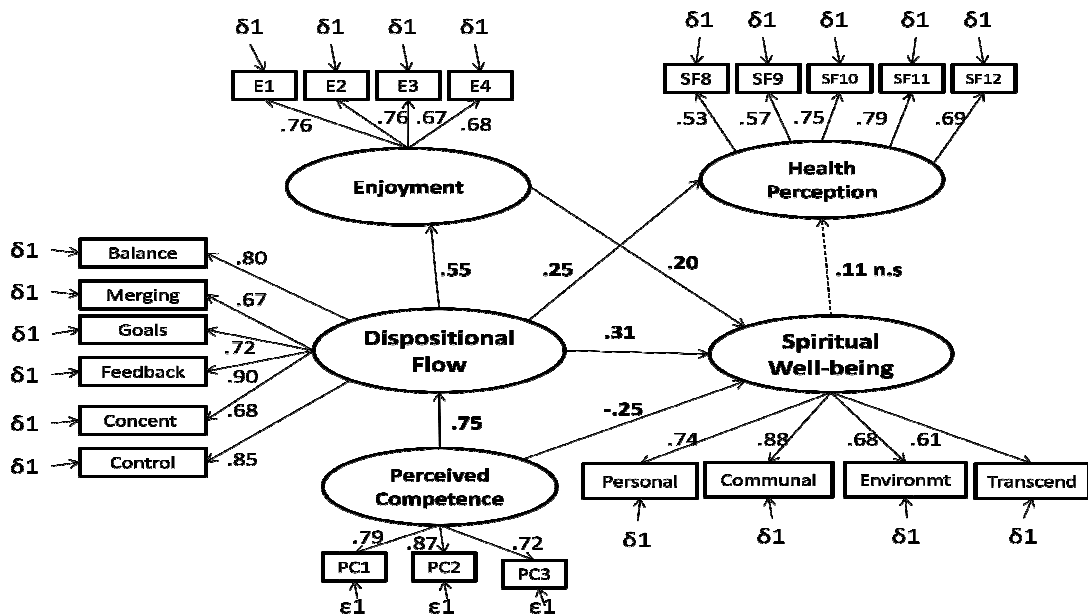 δ1 δ1 δ1 δ1 δ1 δ1 δ1 δ1 δ1
E1 E2 E3 E4 SF8 SF9 SF10 SF11 SF12
.76 .76 .67 .68 .53 .57 .75 .79 .69
Enjoyment
Health
Perception
δ1 Balance .80
.55 .25 .20 .11 n.s
δ1 Merging .67
δ1 Goals .72
δ1 Feedback .90
δ1 Concent .68
δ1 Control .85
Dispositional
Flow
.31
Spiritual
Well-being
.75 -.25
.74 .88 .68 .61
Perceived
Competence
Personal Communal Environmt Transcend
δ1 δ1 δ1 δ1
.79 .87 .72
PC1 PC2 PC3
ε1 ε1 ε1